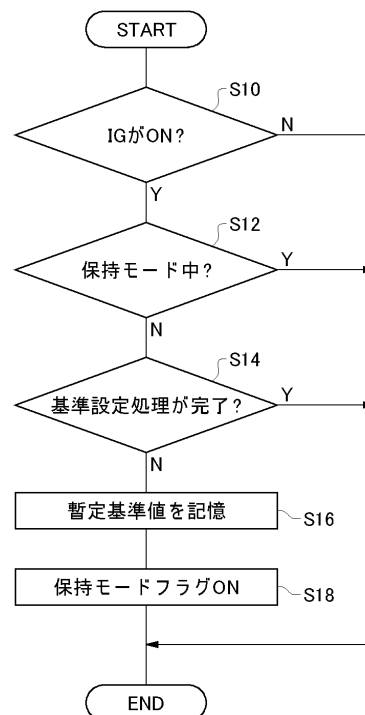 START
S10
IGがON?
N
Y
S12
保持モード中?
Y
N
S14
基準設定処理が完了?
Y
N
暫定基準値を記憶
S16
保持モードフラグON
S18
END